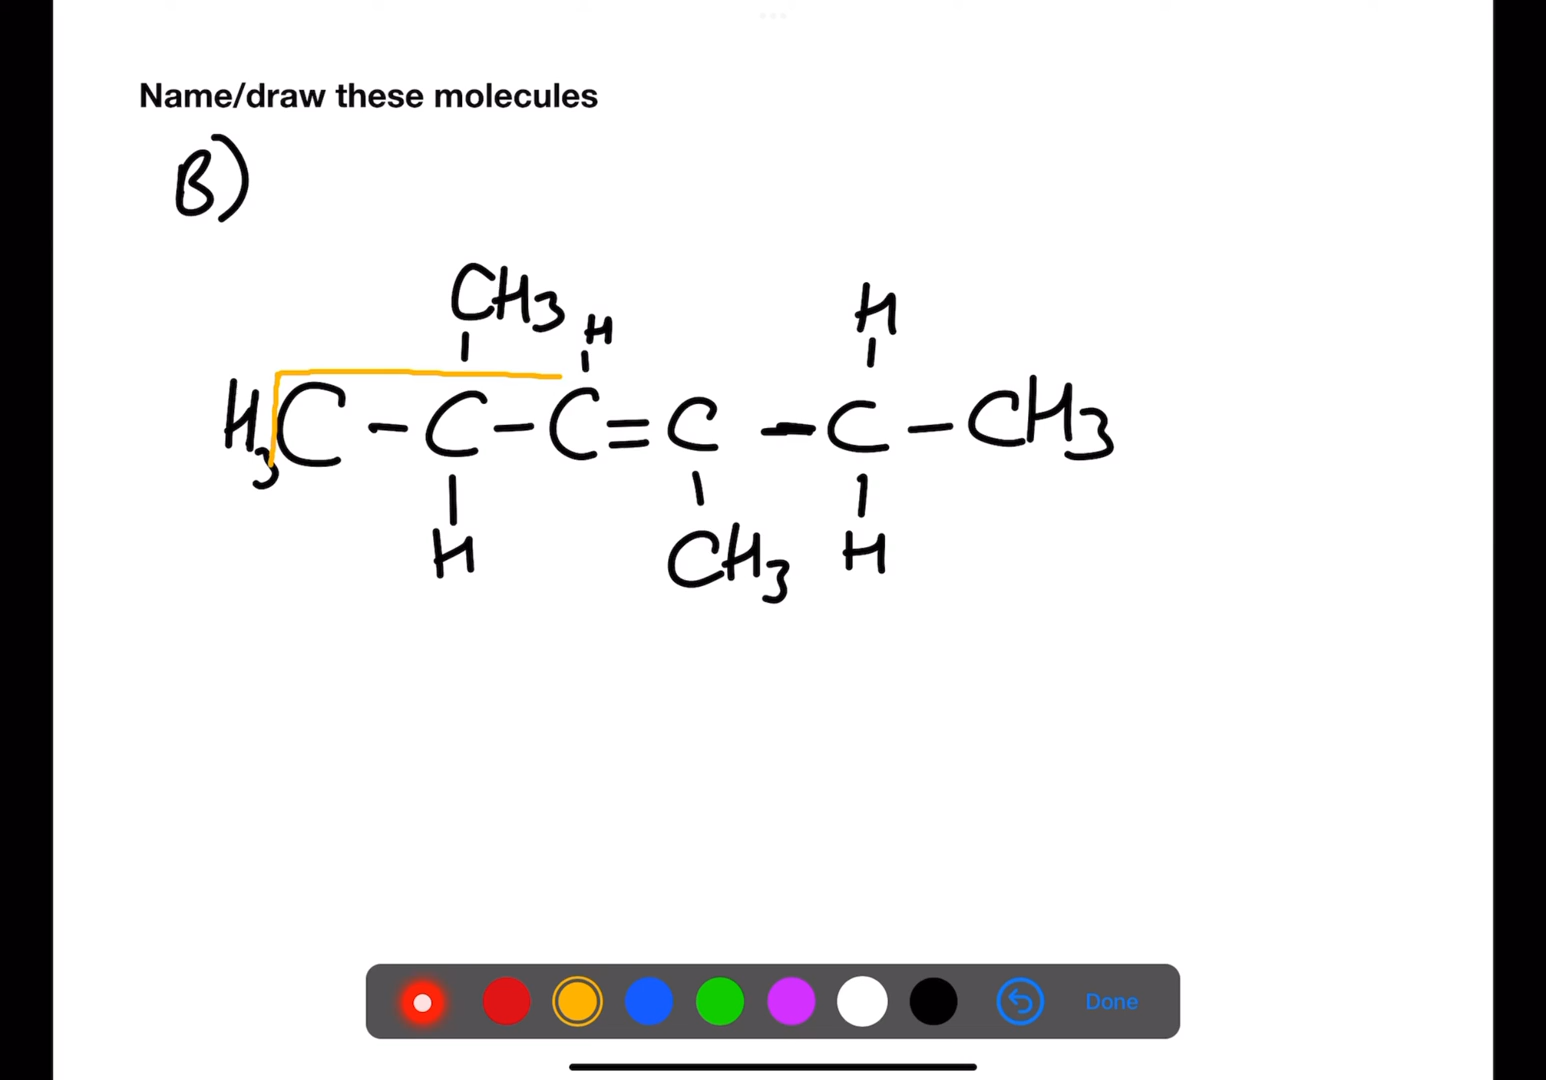 Name/draw these molecules
B)
CH3 H H
H3C - C - C = C - C - CH3
H CH3 H
Done